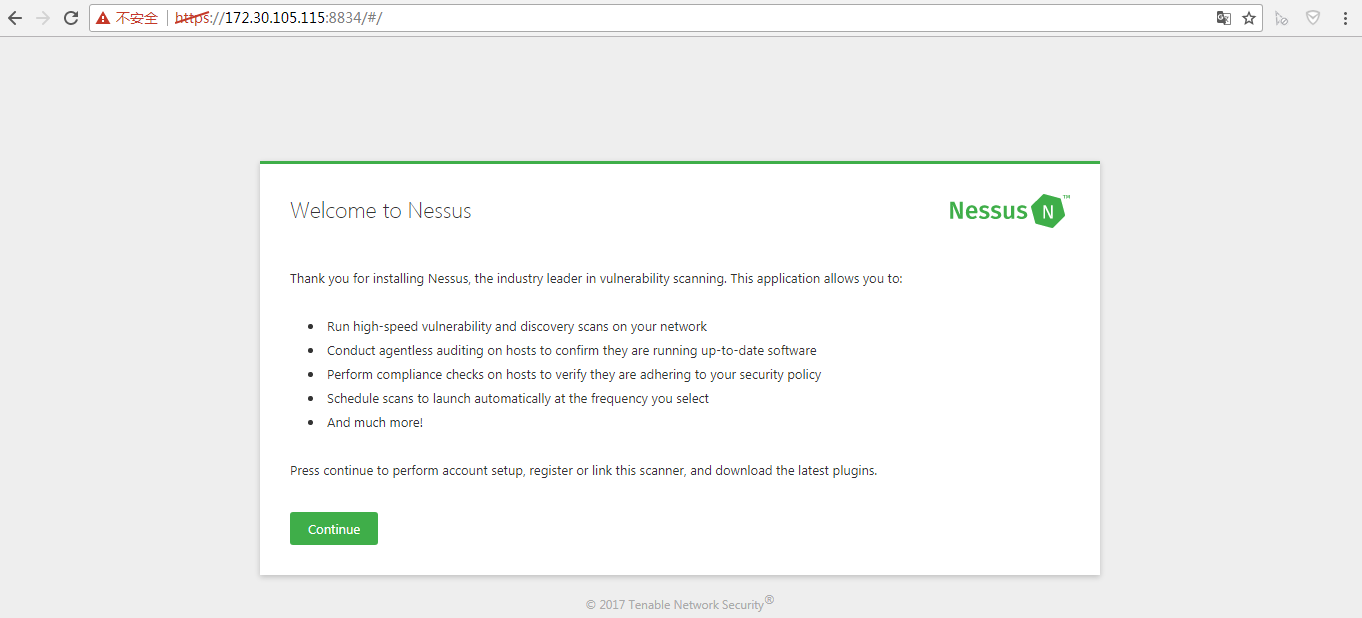 不安全 https://172.30.105.115:8834/#/
Welcome to Nessus
Nessus N ™
Thank you for installing Nessus, the industry leader in vulnerability scanning. This application allows you to:
Run high-speed vulnerability and discovery scans on your network
Conduct agentless auditing on hosts to confirm they are running up-to-date software
Perform compliance checks on hosts to verify they are adhering to your security policy
Schedule scans to launch automatically at the frequency you select
And much more!
Press continue to perform account setup, register or link this scanner, and download the latest plugins.
Continue
© 2017 Tenable Network Security®